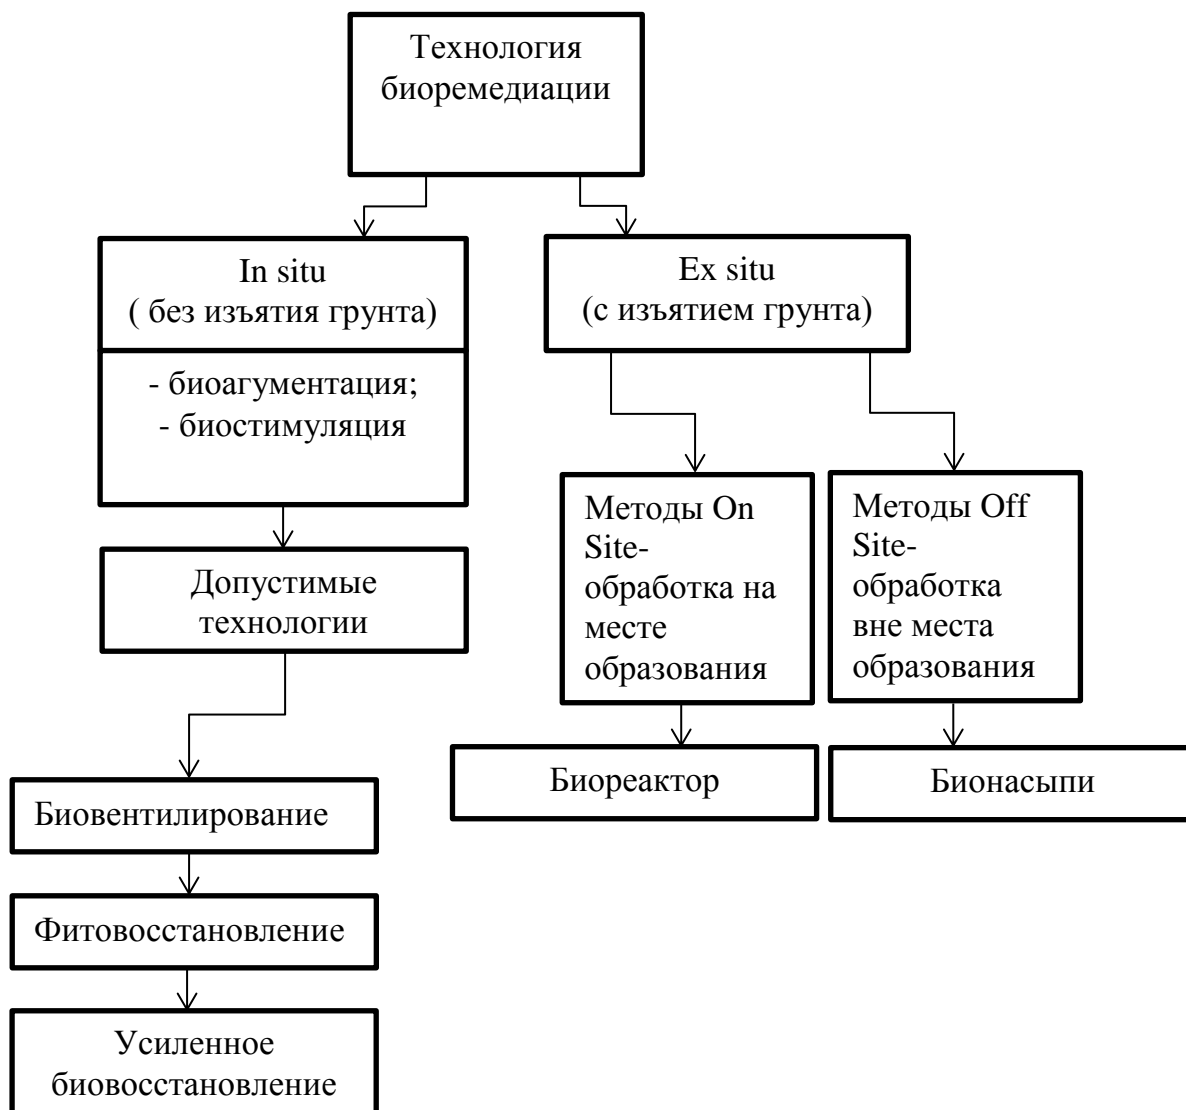 Технология
биоремедиации
In situ
( без изъятия грунта)
- биоагументация;
- биостимуляция
Ex situ
(с изъятием грунта)
Методы On
Site-
обработка на
месте
образования
Методы Off
Site-
обработка
вне места
образования
Допустимые
технологии
Биореактор
Бионасыпи
Биовентилирование
Фитовосстановление
Усиленное
биовосстановление